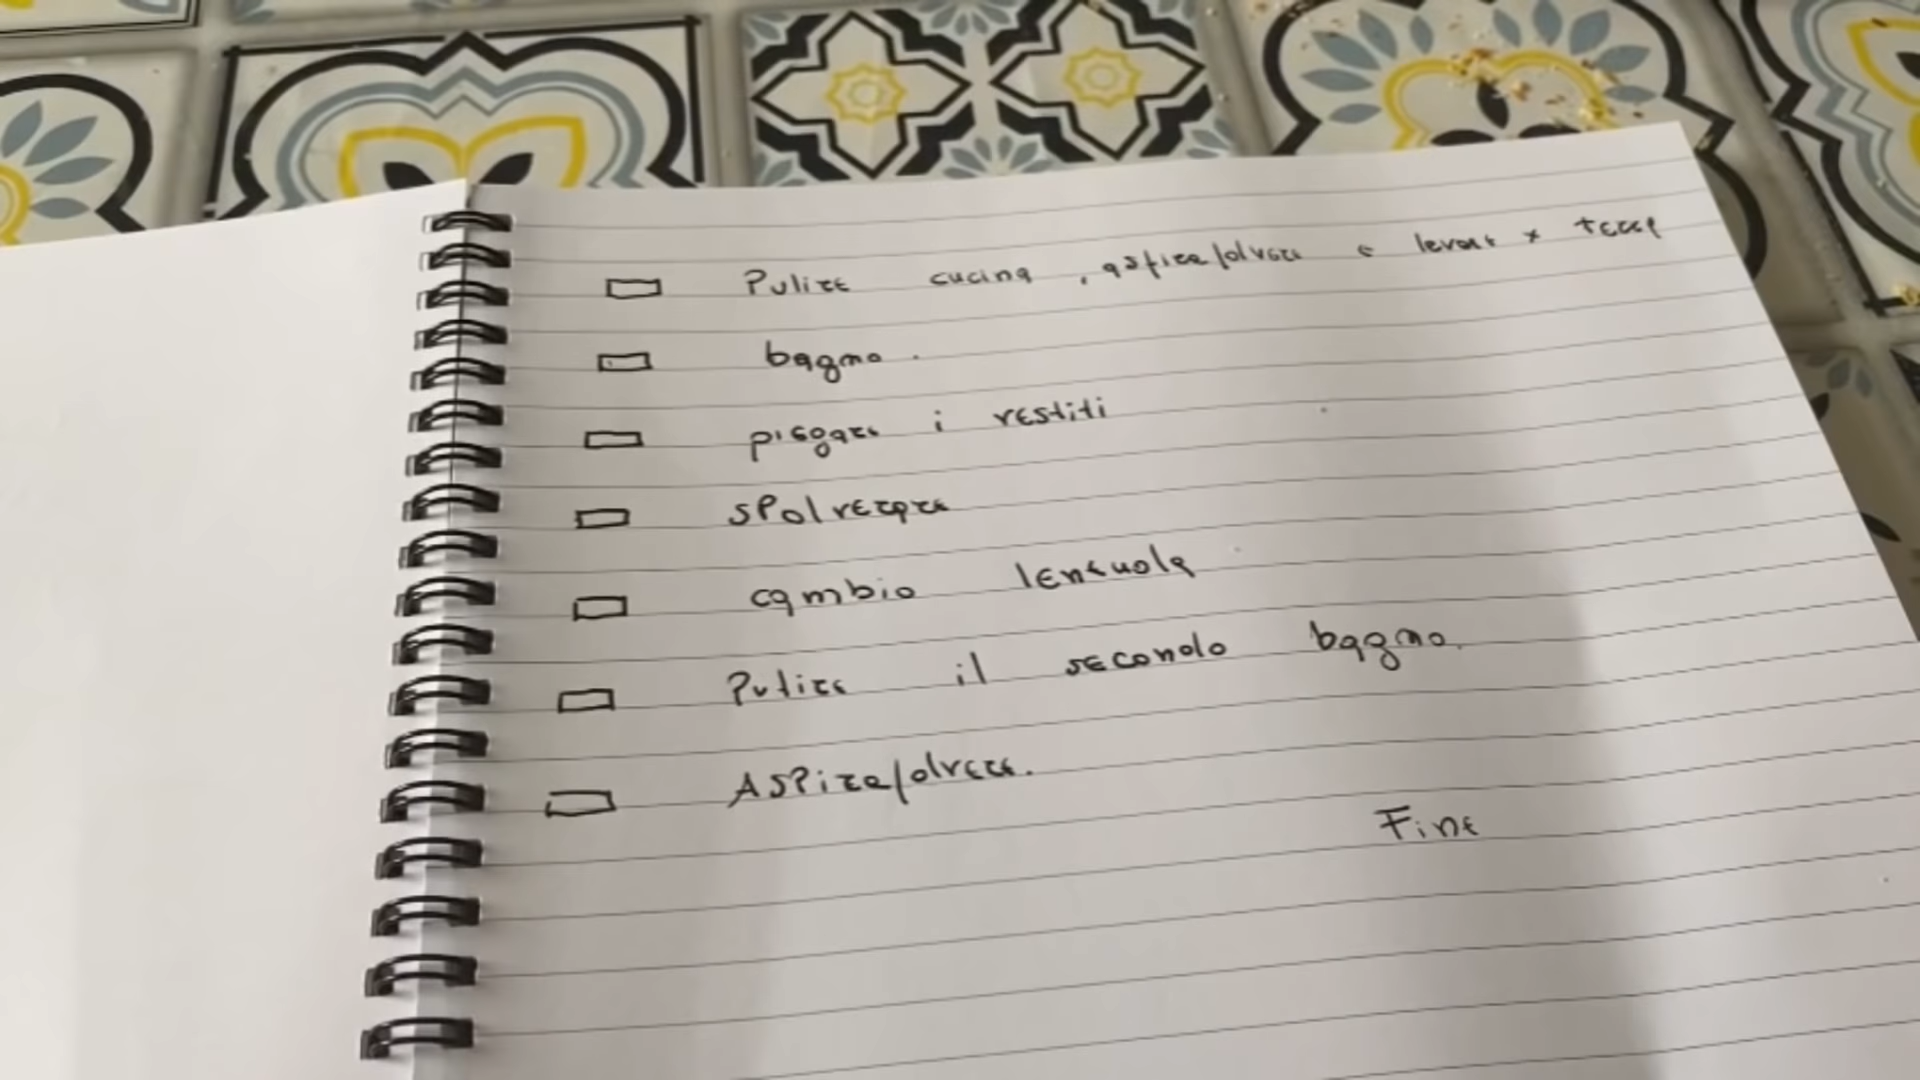 Pulire cucina, aspirapolvere e lavare x terra
bagno.
piegare i vestiti
spolverare
cambio lenzuola
Pulire il secondo bagno.
Aspirapolvere.
Fine